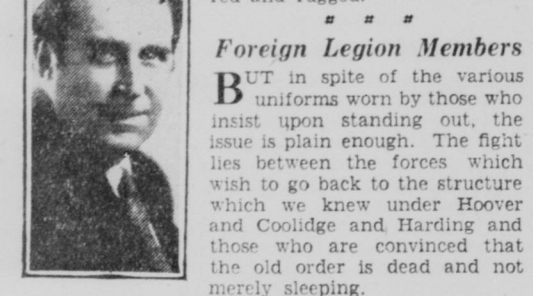 red and rugged.
# # #
Foreign Legion Members
BUT in spite of the various
uniforms worn by those who
insist upon standing out, the
issue is plain enough. The fight
lies between the forces which
wish to go back to the structure
which we knew under Hoover
and Coolidge and Harding and
those who are convinced that
the old order is dead and not
merely sleeping.